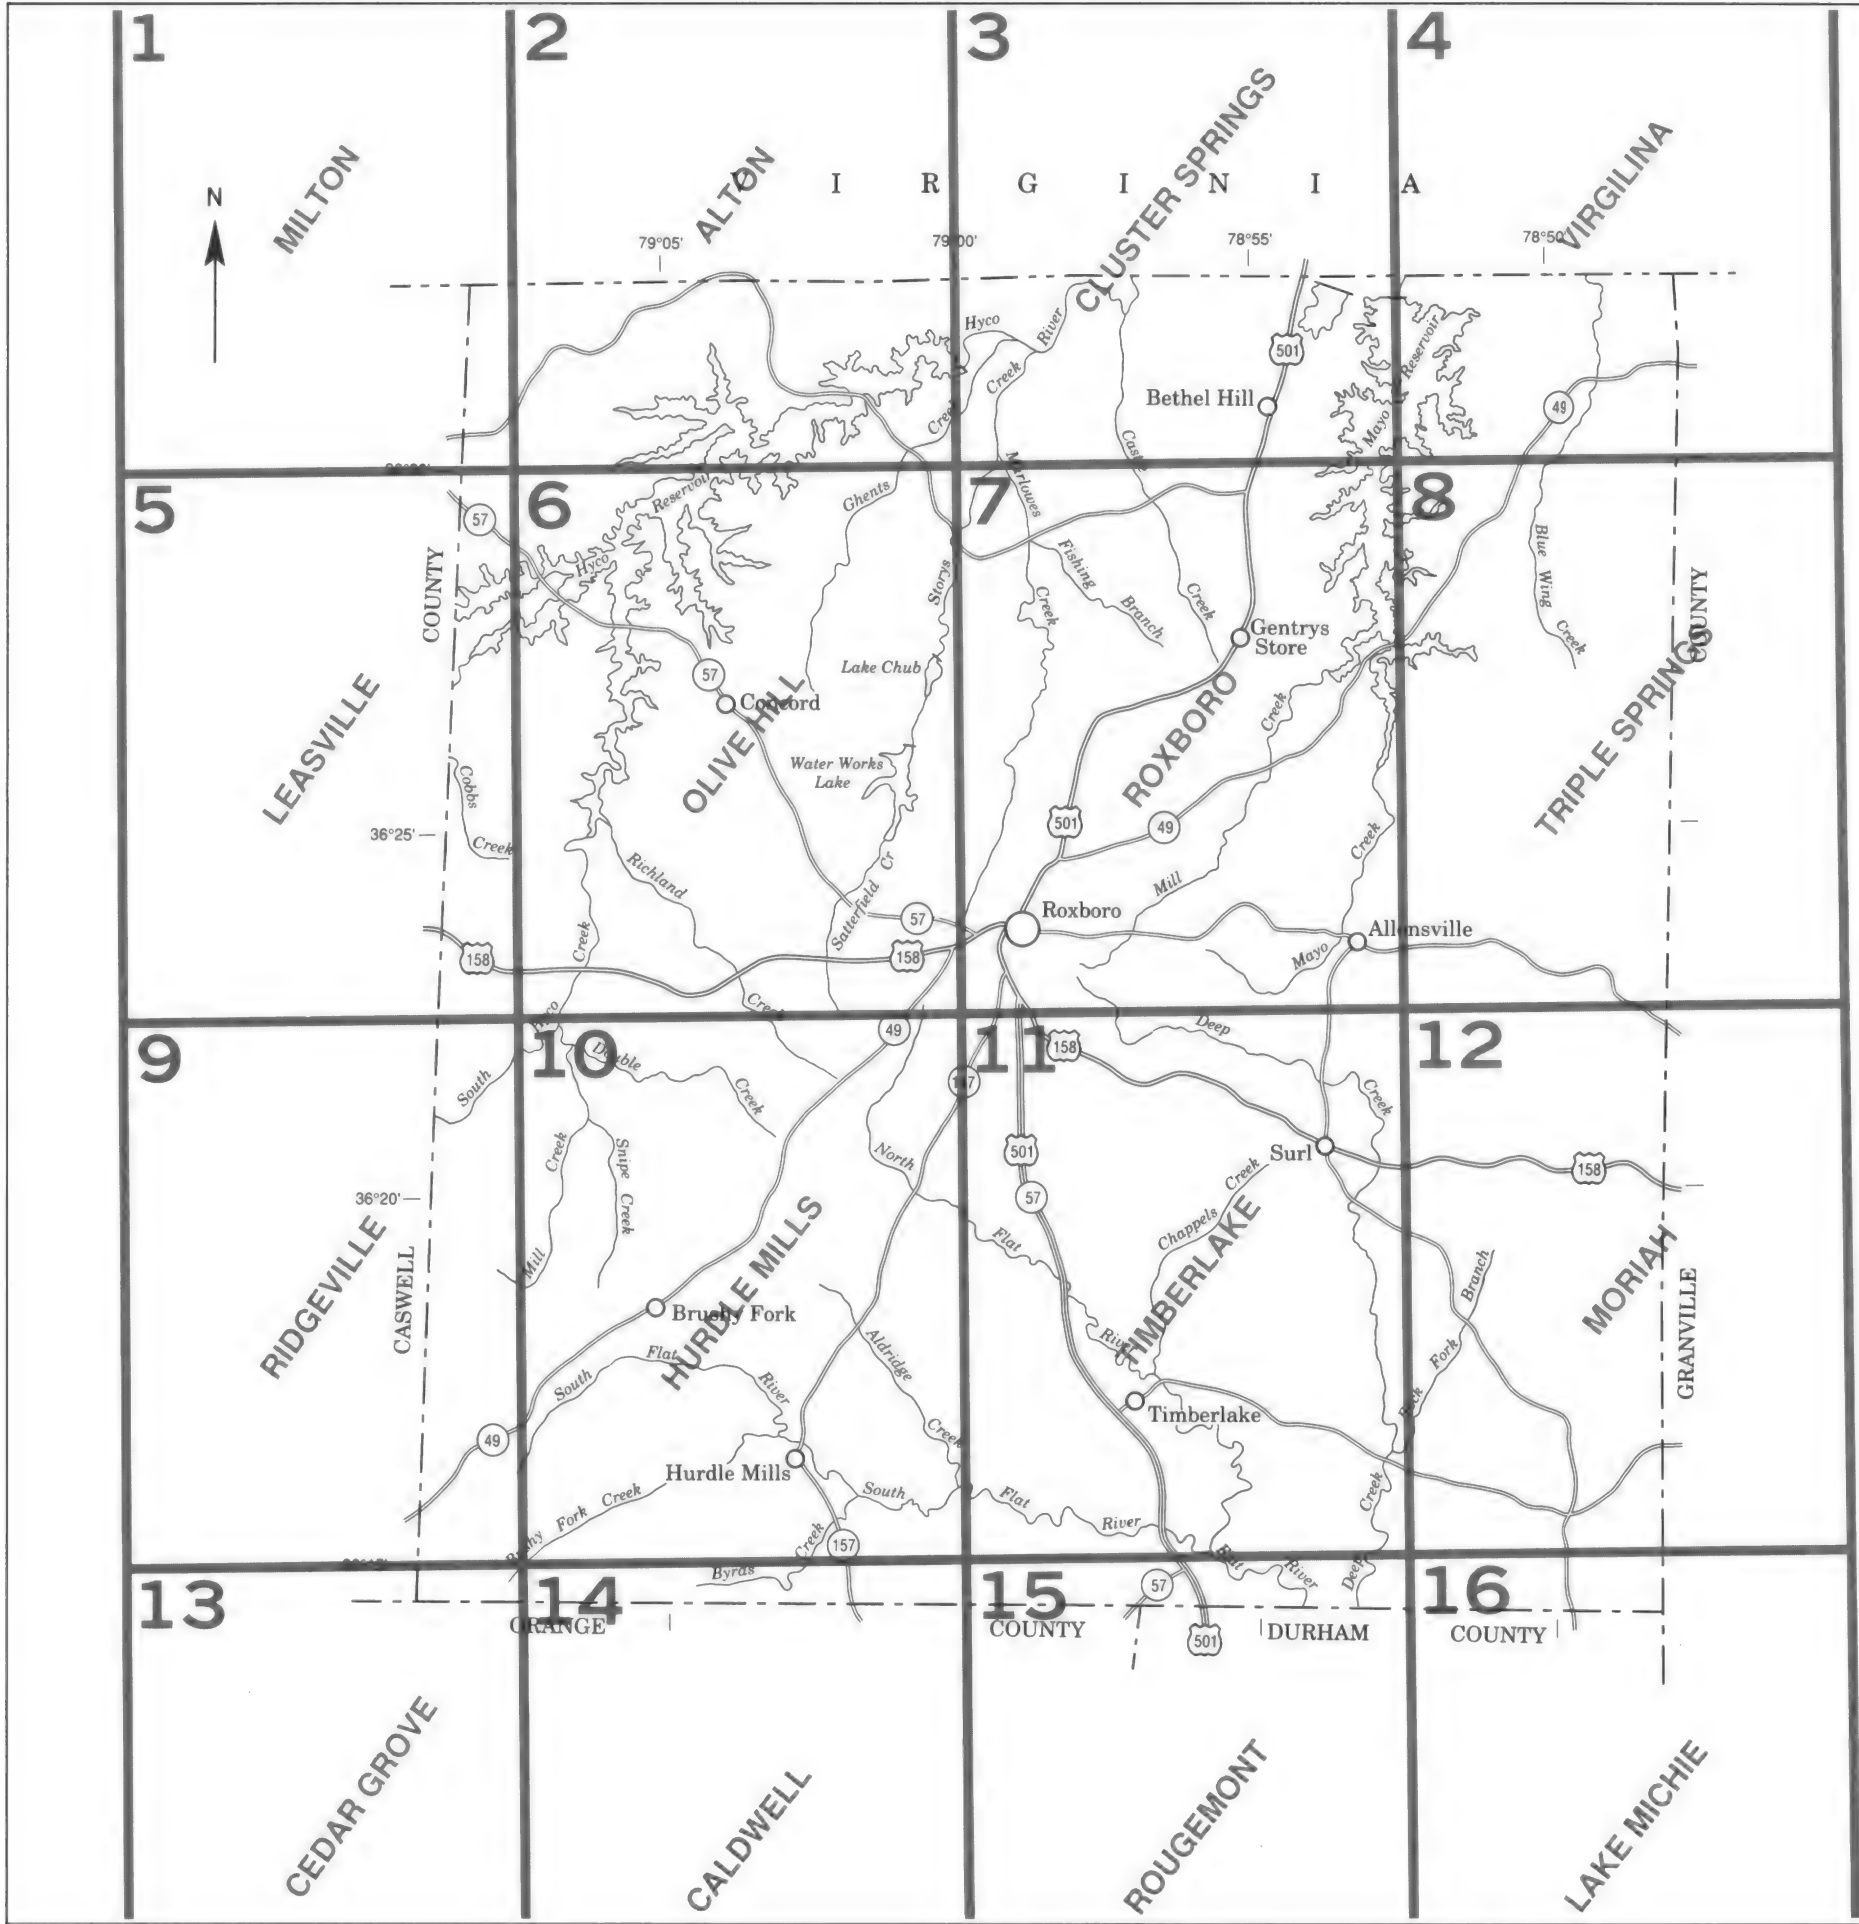 1
2
3
4
MILTON
ALTON
CLUSTER SPRINGS
VIRGILINA
V I R G I N I A
N
79°05'
79°00'
78°55'
78°50'
Hyco
River
Creek
Creek
501
Bethel Hill
Mayo
Reservoir
49
Castle
Creek
5
6
7
8
57
Reservoir
Hyco
Ghents
Marlowes
Creek
Fishing
Branch
Storys
Blue Wing
Creek
COUNTY
COUNTY
Gentrys
Store
Lake Chub
57
Concord
LEASVILLE
OLIVE HILL
ROXBORO
TRIPLE SPRINGS
Water Works
Lake
Creek
Cobbs
Creek
36°25'
501
49
Creek
Richland
Creek
Mill
Satterfield Cr
57
Roxboro
Allensville
Mayo
158
158
Creek
Hyco
South
9
10
11
12
49
158
Deep
Creek
Double
Creek
157
Creek
Snipe
Creek
Mill
North
Flat
River
501
57
Surl
Creek
Chappels
158
36°20'
RIDGEVILLE
HURDLE MILLS
TIMBERLAKE
MORIAH
CASWELL
GRANVILLE
Brushy Fork
Flat
South
River
Aldridge
Creek
Branch
Fork
Timberlake
49
Hurdle Mills
South
Flat
River
Creek
Fork
Creek
157
Byrds
Flat
River
Deep
Creek
13
14
15
16
57
501
ORANGE
COUNTY
DURHAM
COUNTY
CEDAR GROVE
CALDWELL
ROUGEMONT
LAKE MICHIE